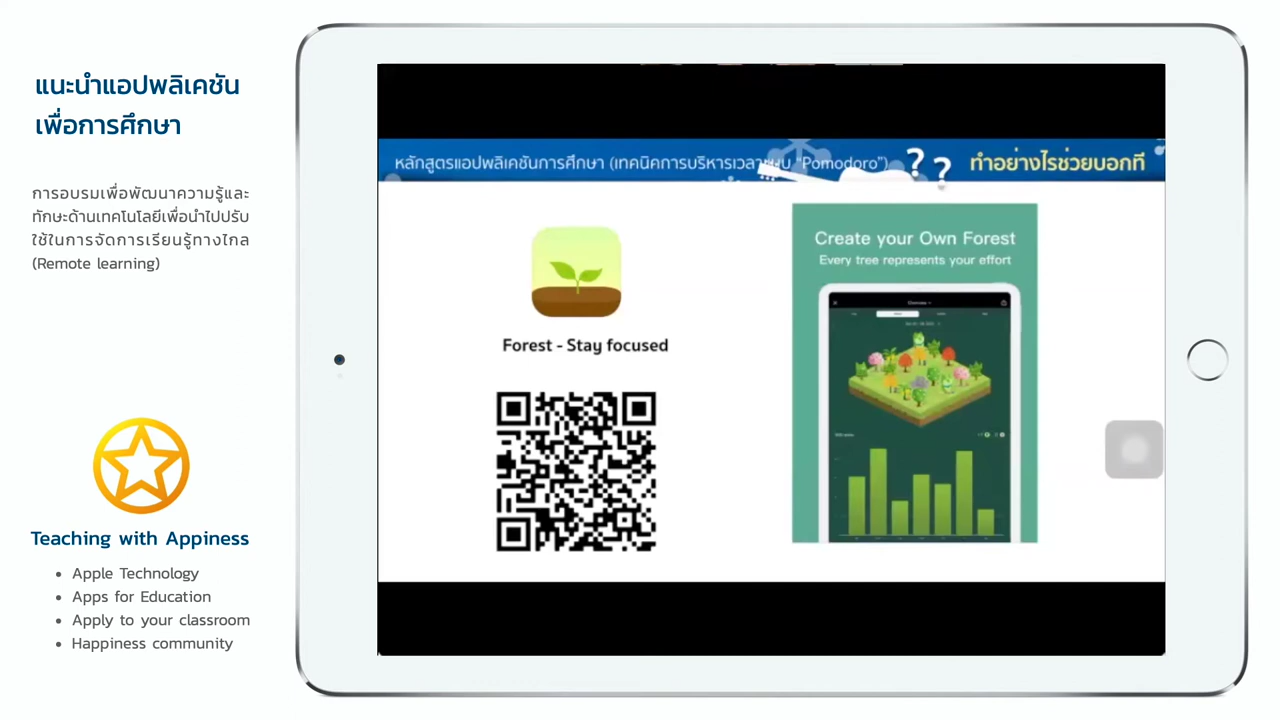 แนะนำแอปพลิเคชัน
เพื่อการศึกษา
การอบรมเพื่อพัฒนาความรู้และ
ทักษะด้านเทคโนโลยีเพื่อนำไปปรับ
ใช้ในการจัดการเรียนรู้ทางไกล
(Remote learning)
Teaching with Appiness
Apple Technology
Apps for Education
Apply to your classroom
Happiness community
หลักสูตรแอปพลิเคชันการศึกษา (เทคนิคการบริหารเวลาแบบ "Pomodoro")
? ?
ทำอย่างไรช่วยบอกที
Forest - Stay focused
Create your Own Forest
Every tree represents your effort